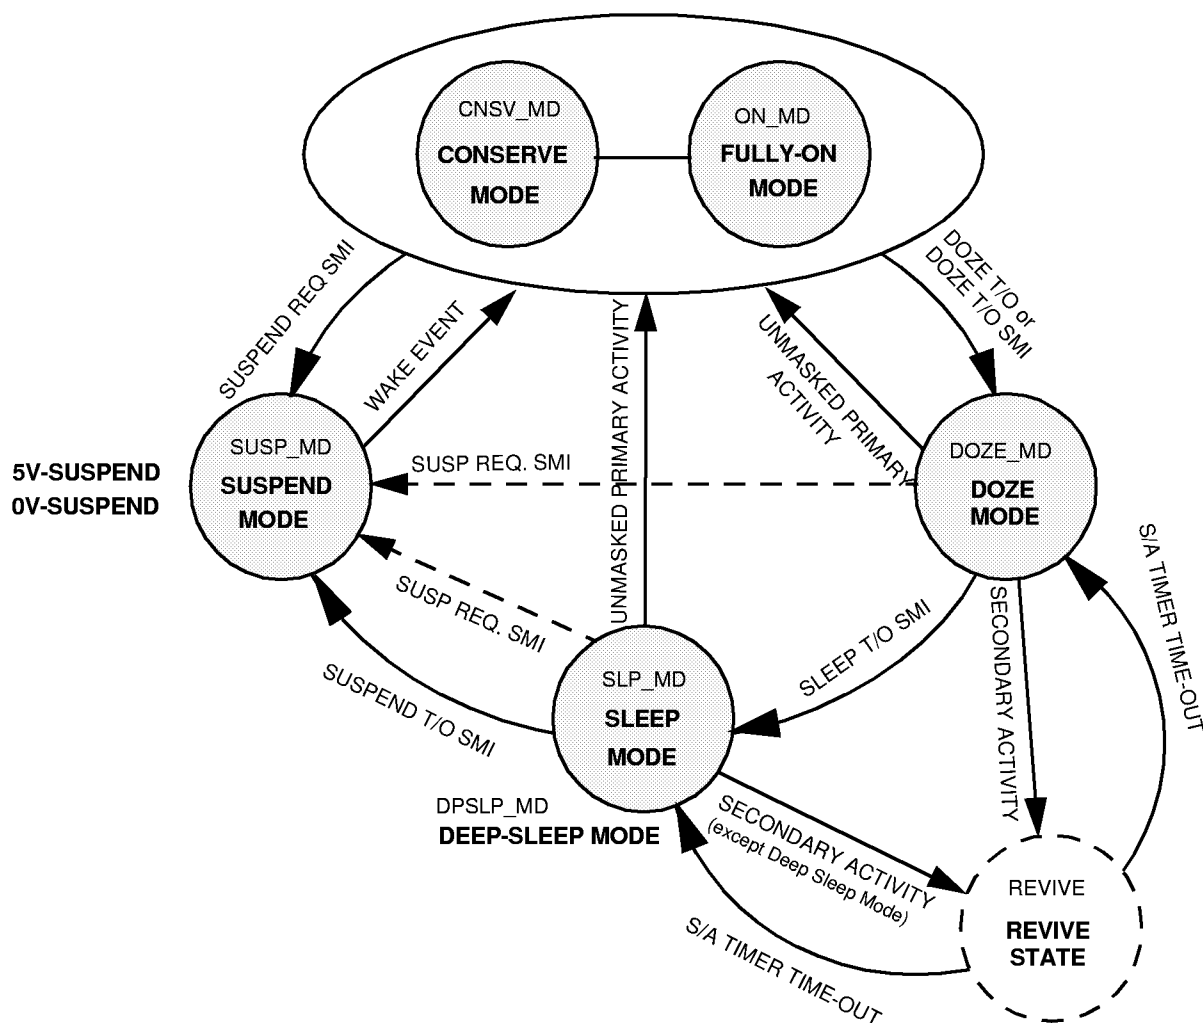 CNSV_MD
CONSERVE
MODE
ON_MD
FULLY-ON
MODE
SUSPEND REQ SMI
WAKE EVENT
UNMASKED PRIMARY ACTIVITY
UNMASKED PRIMARY
ACTIVITY
DOZE T/O or
DOZE T/O SMI
5V-SUSPEND
0V-SUSPEND
SUSP_MD
SUSPEND
MODE
SUSP REQ. SMI
DOZE_MD
DOZE
MODE
SUSP REQ. SMI
SUSPEND T/O SMI
SLP_MD
SLEEP
MODE
SLEEP T/O SMI
SECONDARY ACTIVITY
S/A TIMER TIME-OUT
DPSLP_MD
DEEP-SLEEP MODE
SECONDARY ACTIVITY
(except Deep Sleep Mode)
S/A TIMER TIME-OUT
REVIVE
REVIVE
STATE